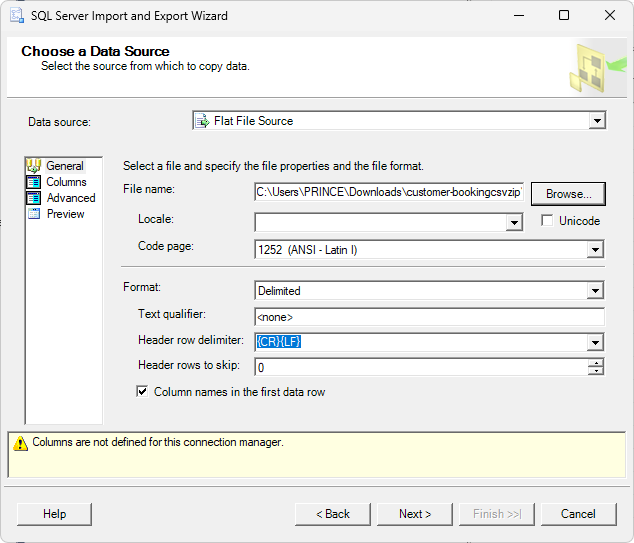 SQL Server Import and Export Wizard
Choose a Data Source
Select the source from which to copy data.
Data source:
Flat File Source
General
Columns
Advanced
Preview
Select a file and specify the file properties and the file format.
File name:
C:\Users\PRINCE\Downloads\customer-bookingcsvzip
Browse...
Locale:
Unicode
Code page:
1252 (ANSI - Latin I)
Format:
Delimited
Text qualifier:
<none>
Header row delimiter:
{CR}{LF}
Header rows to skip:
0
Column names in the first data row
Columns are not defined for this connection manager.
Help
< Back
Next >
Finish >>|
Cancel